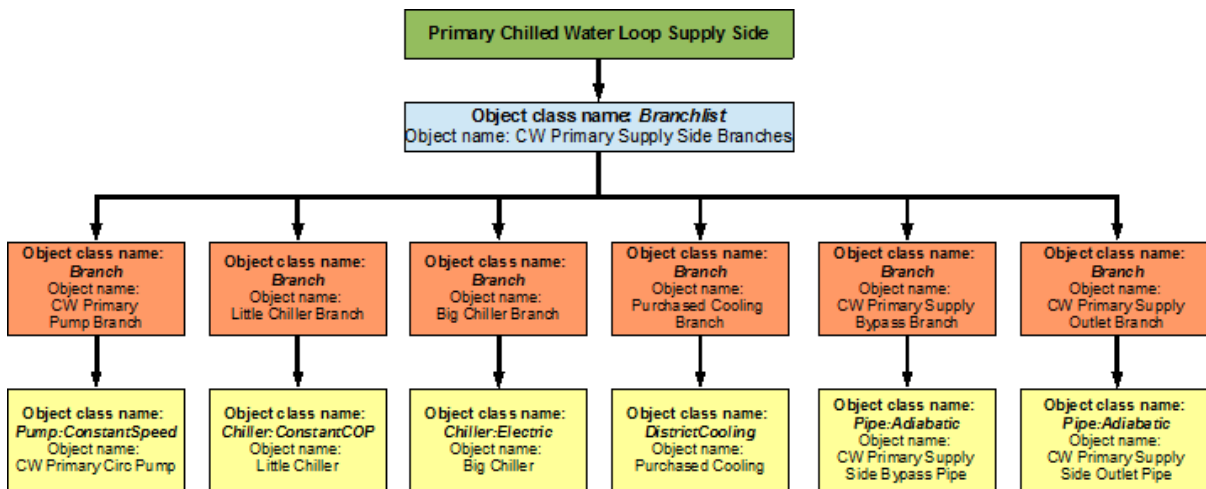 Primary Chilled Water Loop Supply Side
Object class name: Branchlist
Object name: CW Primary Supply Side Branches
Object class name:
Branch
Object name:
CW Primary
Pump Branch
Object class name:
Branch
Object name:
Little Chiller Branch
Object class name:
Branch
Object name:
Big Chiller Branch
Object class name:
Branch
Object name:
Purchased Cooling
Branch
Object class name:
Branch
Object name:
CW Primary Supply
Bypass Branch
Object class name:
Branch
Object name:
CW Primary Supply
Outlet Branch
Object class name:
Pump:ConstantSpeed
Object name:
CW Primary Circ Pump
Object class name:
Chiller:ConstantCOP
Object name:
Little Chiller
Object class name:
Chiller:Electric
Object name:
Big Chiller
Object class name:
DistrictCooling
Object name:
Purchased Cooling
Object class name:
Pipe:Adiabatic
Object name:
CW Primary Supply
Side Bypass Pipe
Object class name:
Pipe:Adiabatic
Object name:
CW Primary Supply
Side Outlet Pipe